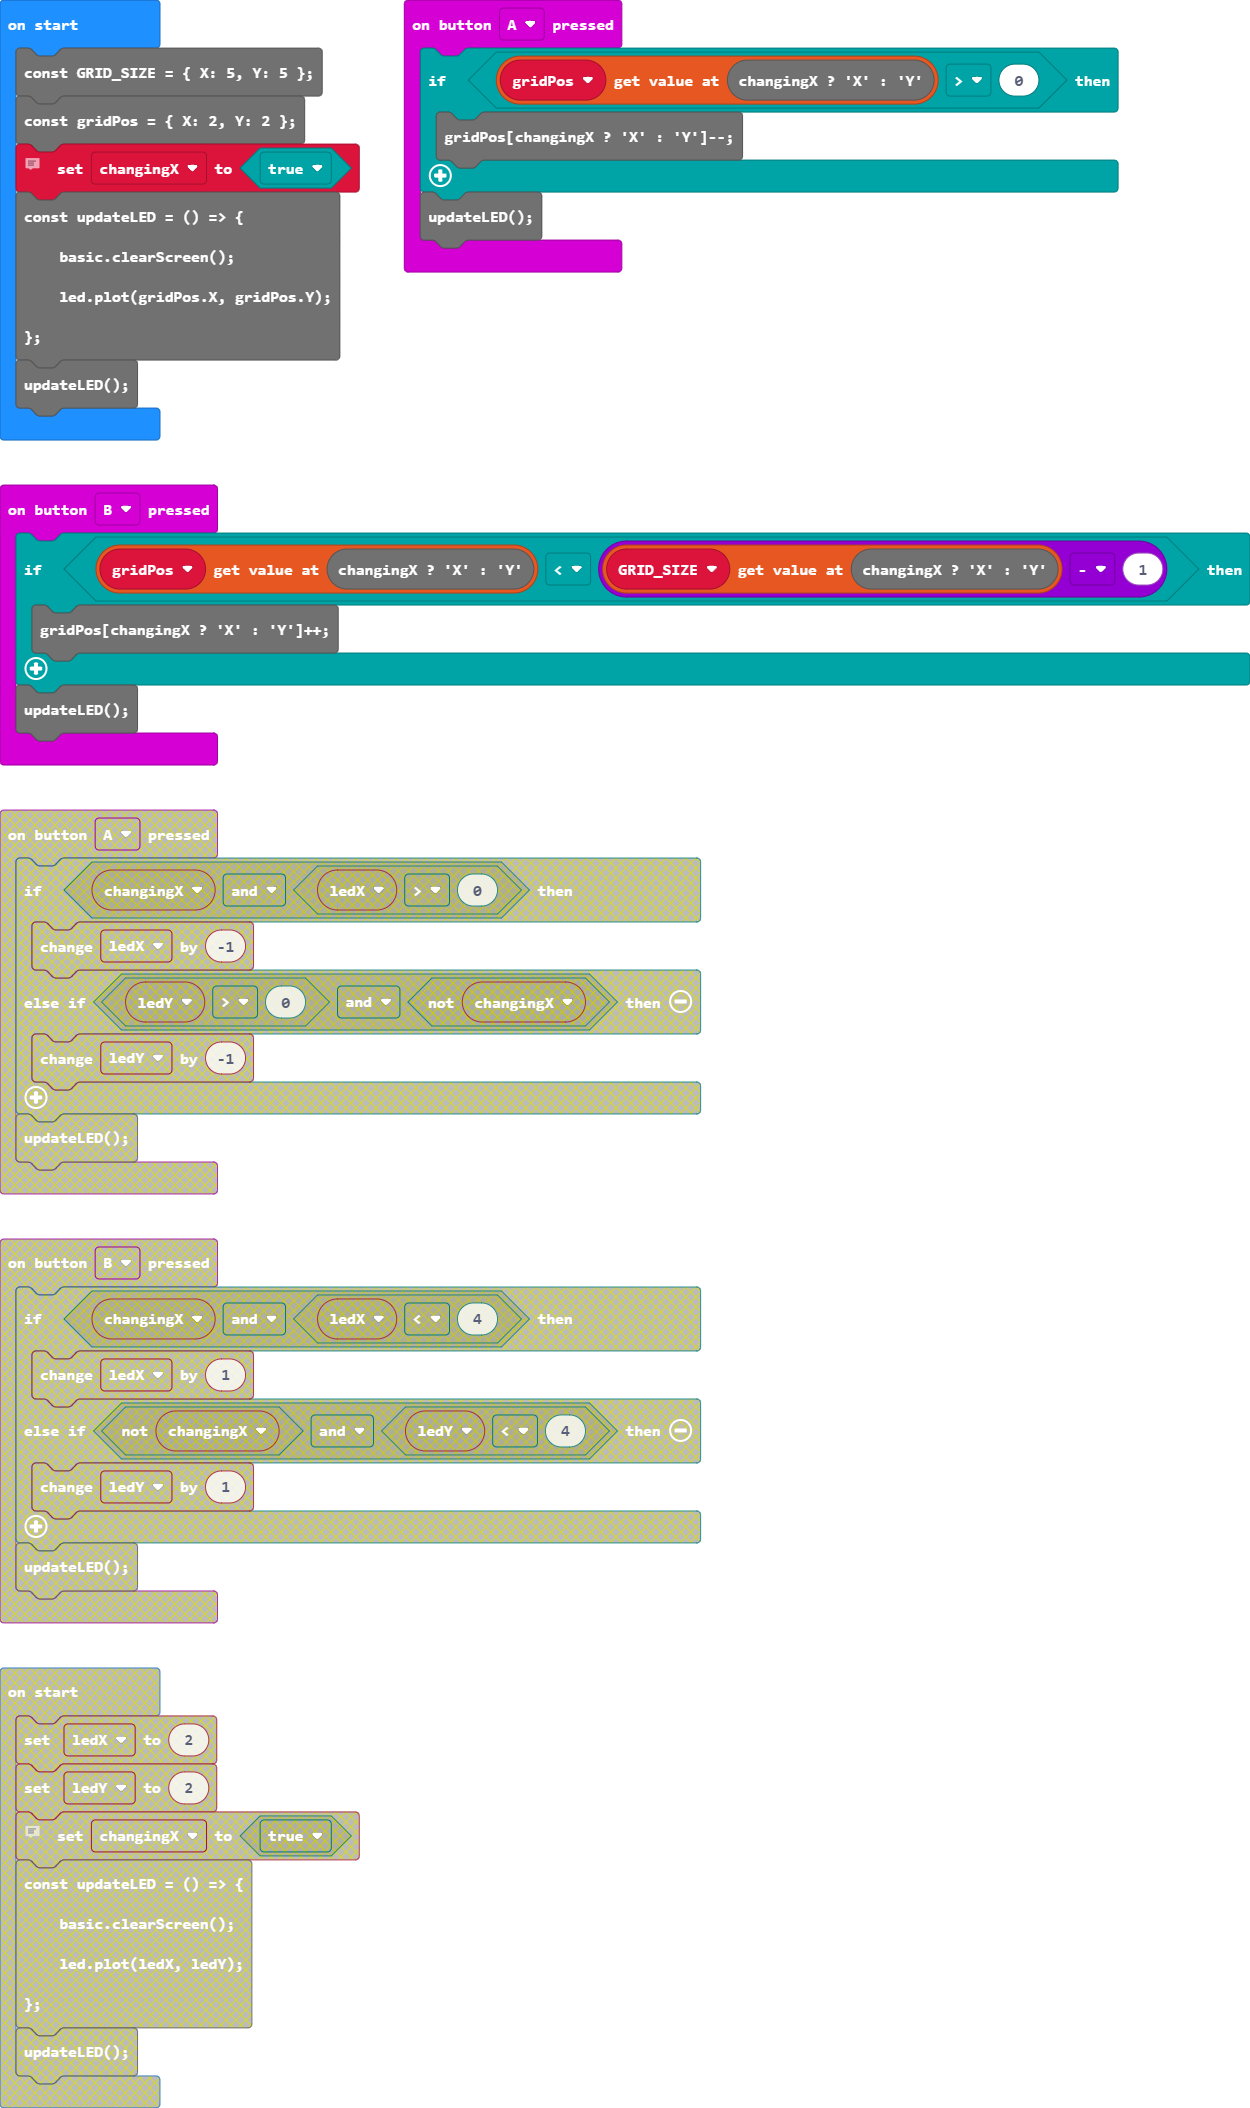 on start
const GRID_SIZE = { X: 5, Y: 5 };
const gridPos = { X: 2, Y: 2 };
set changingX to true
const updateLED = () => {
basic.clearScreen();
led.plot(gridPos.X, gridPos.Y);
};
updateLED();
on button A pressed
if gridPos get value at changingX ? 'X' : 'Y' > 0 then
gridPos[changingX ? 'X' : 'Y']--;
updateLED();
on button B pressed
if gridPos get value at changingX ? 'X' : 'Y' < GRID_SIZE get value at changingX ? 'X' : 'Y' - 1 then
gridPos[changingX ? 'X' : 'Y']++;
updateLED();
on button A pressed
if changingX and ledX > 0 then
change ledX by -1
else if ledY > 0 and not changingX then
change ledY by -1
updateLED();
on button B pressed
if changingX and ledX < 4 then
change ledX by 1
else if not changingX and ledY < 4 then
change ledY by 1
updateLED();
on start
set ledX to 2
set ledY to 2
set changingX to true
const updateLED = () => {
basic.clearScreen();
led.plot(ledX, ledY);
};
updateLED();